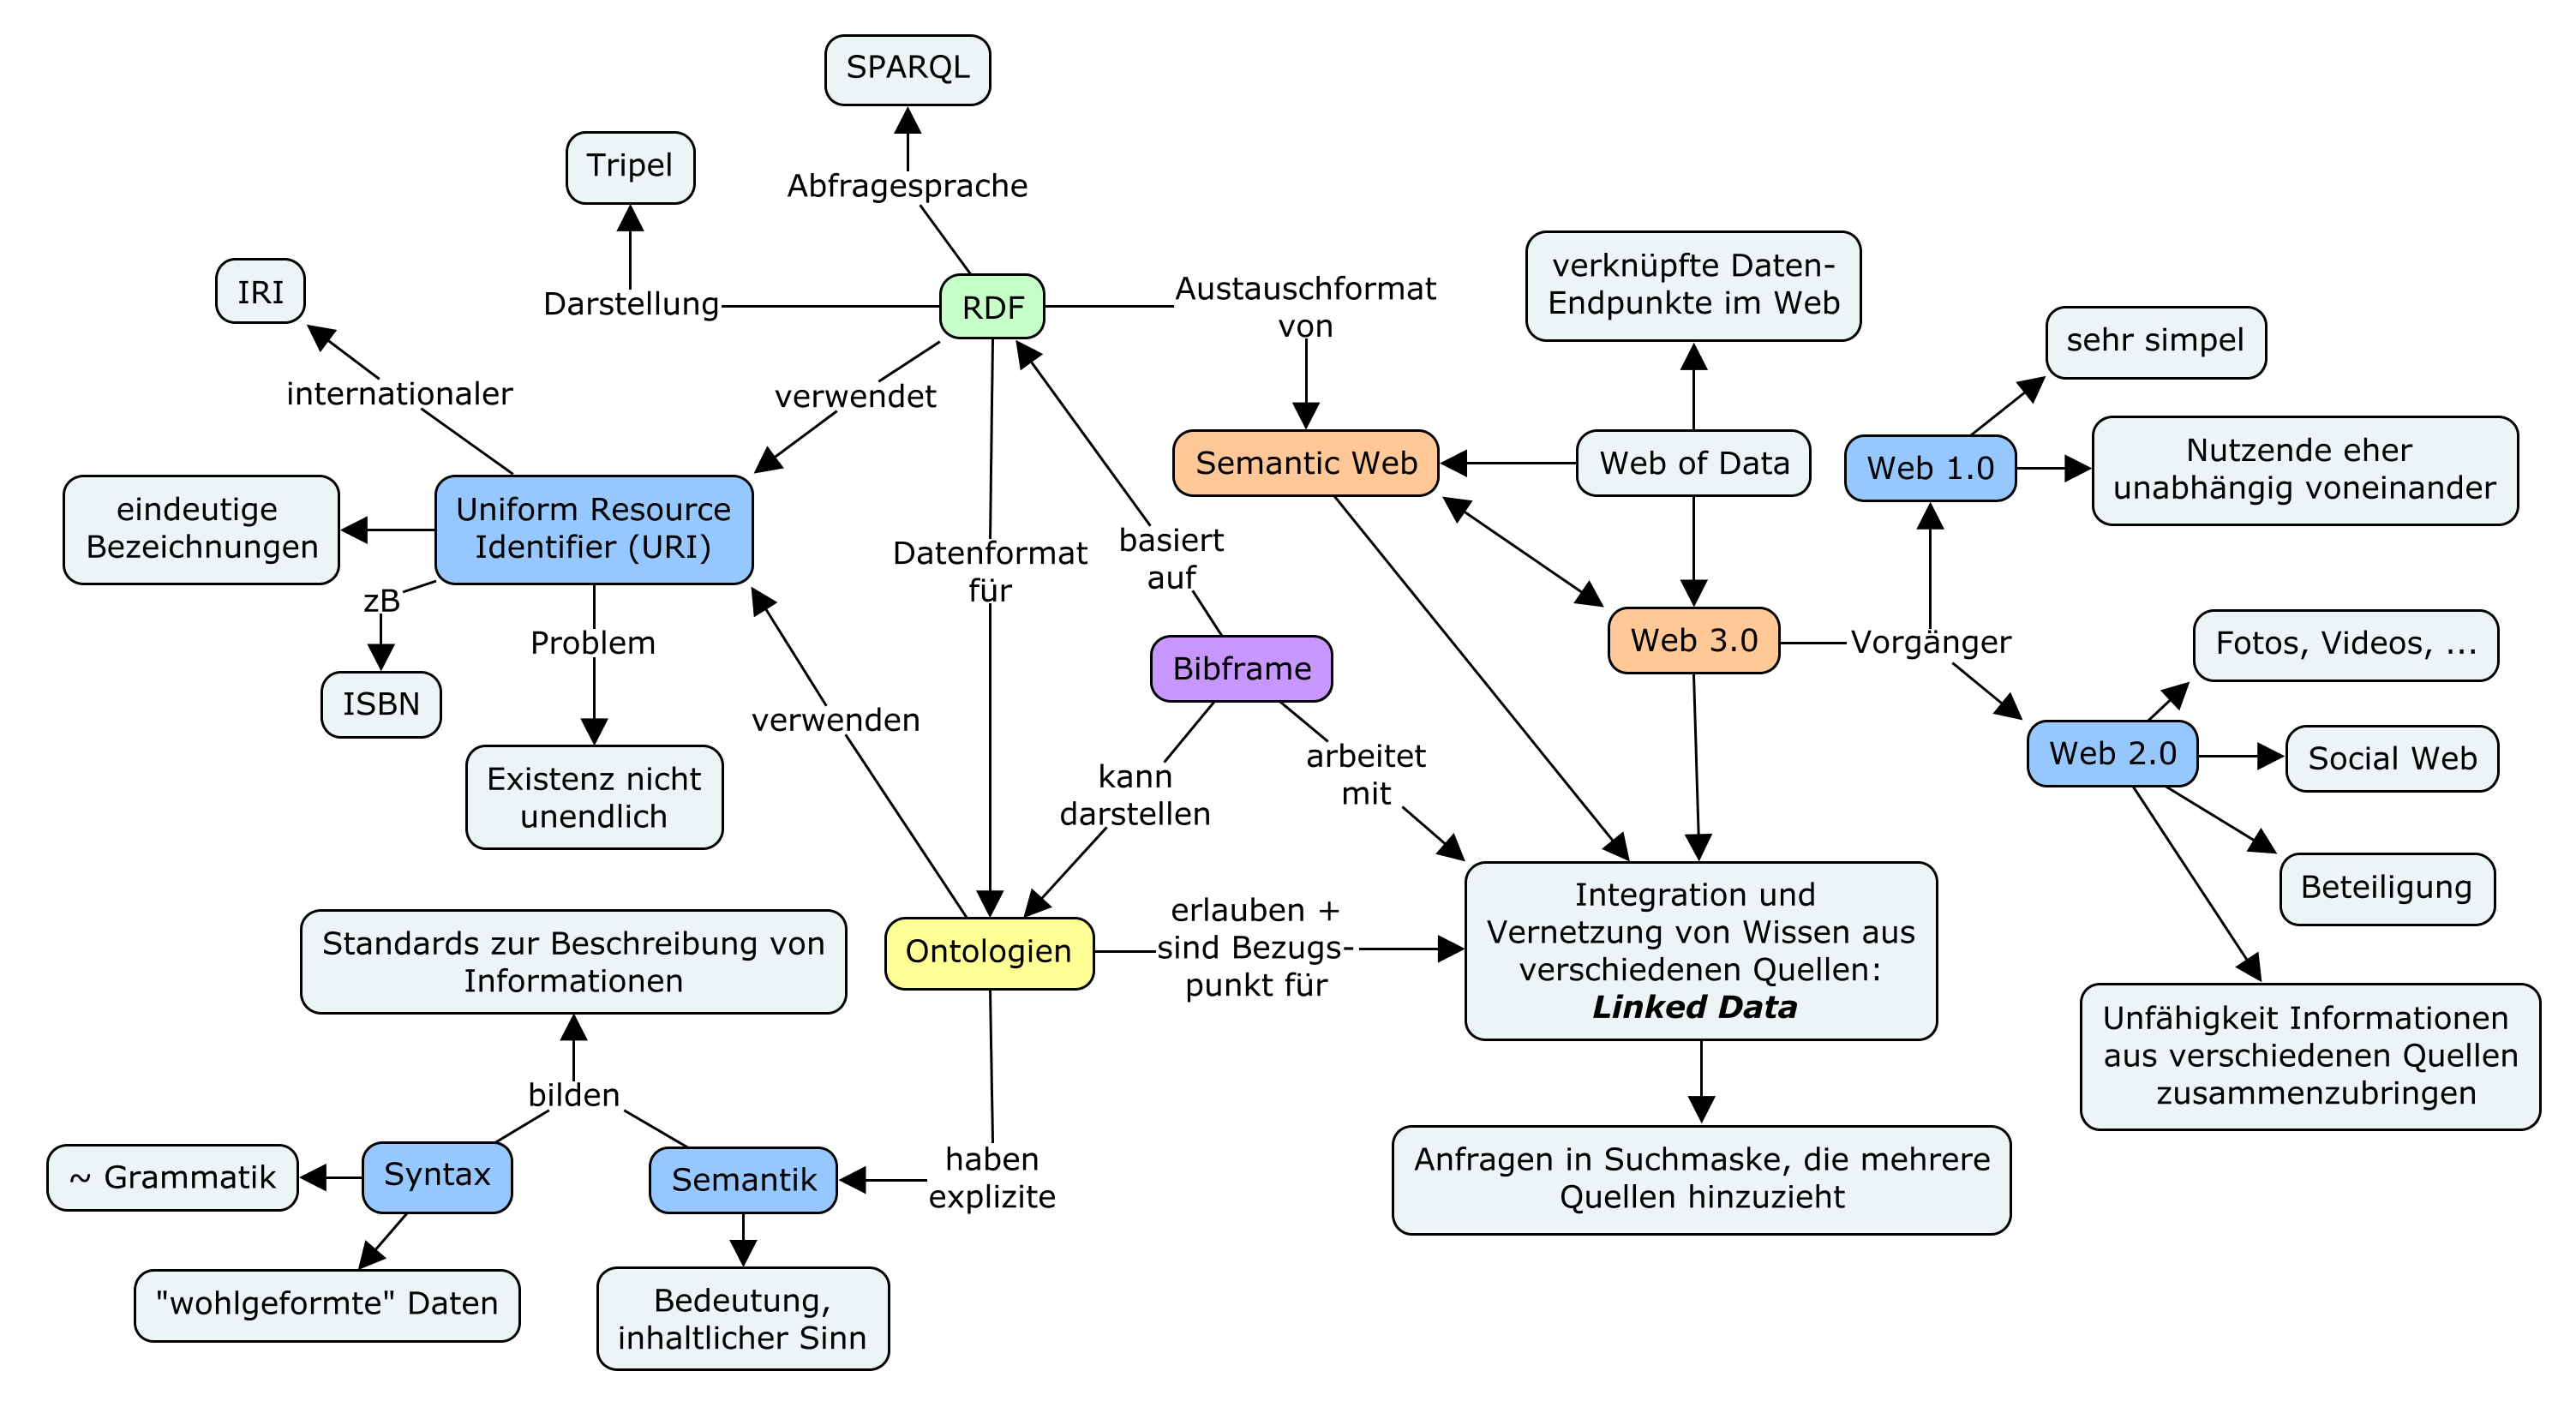 SPARQL
Tripel
Abfragesprache
IRI
Darstellung
RDF
Austauschformat
von
verknüpfte Daten-
Endpunkte im Web
sehr simpel
internationaler
verwendet
Semantic Web
Web of Data
Web 1.0
Nutzende eher
unabhängig voneinander
eindeutige
Bezeichnungen
Uniform Resource
Identifier (URI)
Datenformat
für
basiert
auf
zB
Problem
ISBN
Bibframe
Web 3.0
Vorgänger
Fotos, Videos, ...
verwenden
Existenz nicht
unendlich
kann
darstellen
arbeitet
mit
Web 2.0
Social Web
Beteiligung
Standards zur Beschreibung von
Informationen
Ontologien
erlauben +
sind Bezugs-
punkt für
Integration und
Vernetzung von Wissen aus
verschiedenen Quellen:
Linked Data
Unfähigkeit Informationen
aus verschiedenen Quellen
zusammenzubringen
bilden
~ Grammatik
Syntax
Semantik
haben
explizite
Anfragen in Suchmaske, die mehrere
Quellen hinzuzieht
"wohlgeformte" Daten
Bedeutung,
inhaltlicher Sinn